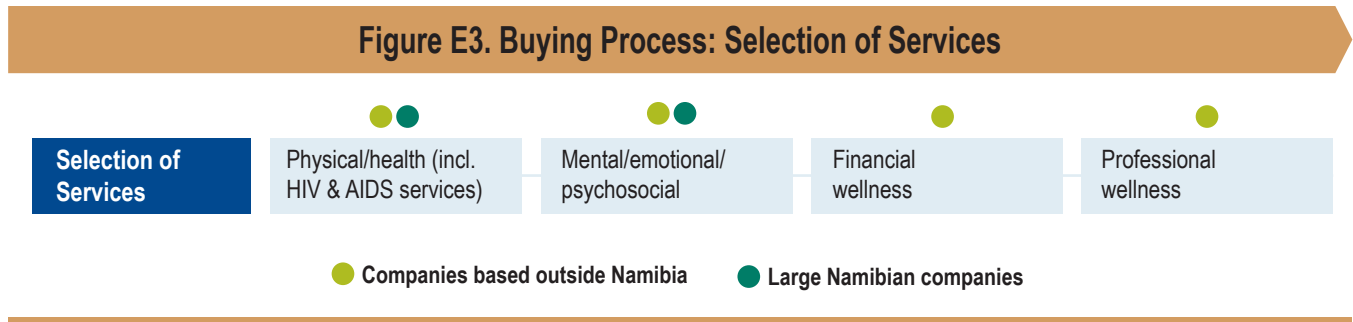 Figure E3. Buying Process: Selection of Services
Selection of
Services
Physical/health (incl.
HIV & AIDS services)
Mental/emotional/
psychosocial
Financial
wellness
Professional
wellness
Companies based outside Namibia
Large Namibian companies